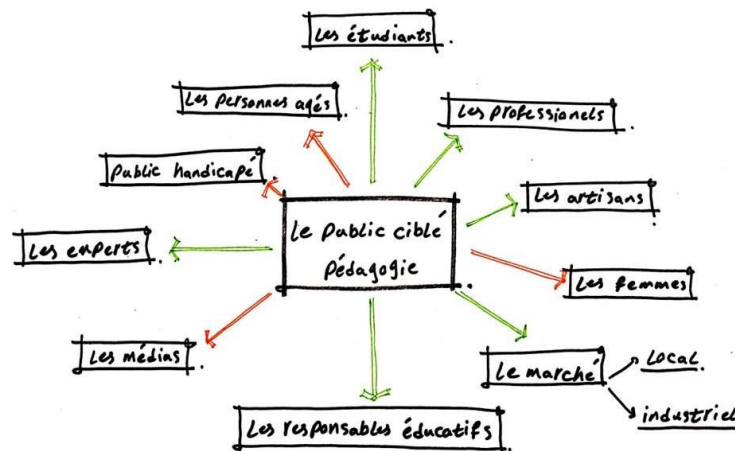 Les étudiants.
Les personnes agés.
Les professionels.
Public handicapé.
Les artisans.
Le Public ciblé
Pédagogie
Les experts.
Les femmes
Les médias.
Le marché
Local.
industriel
Les responsables éducatifs.